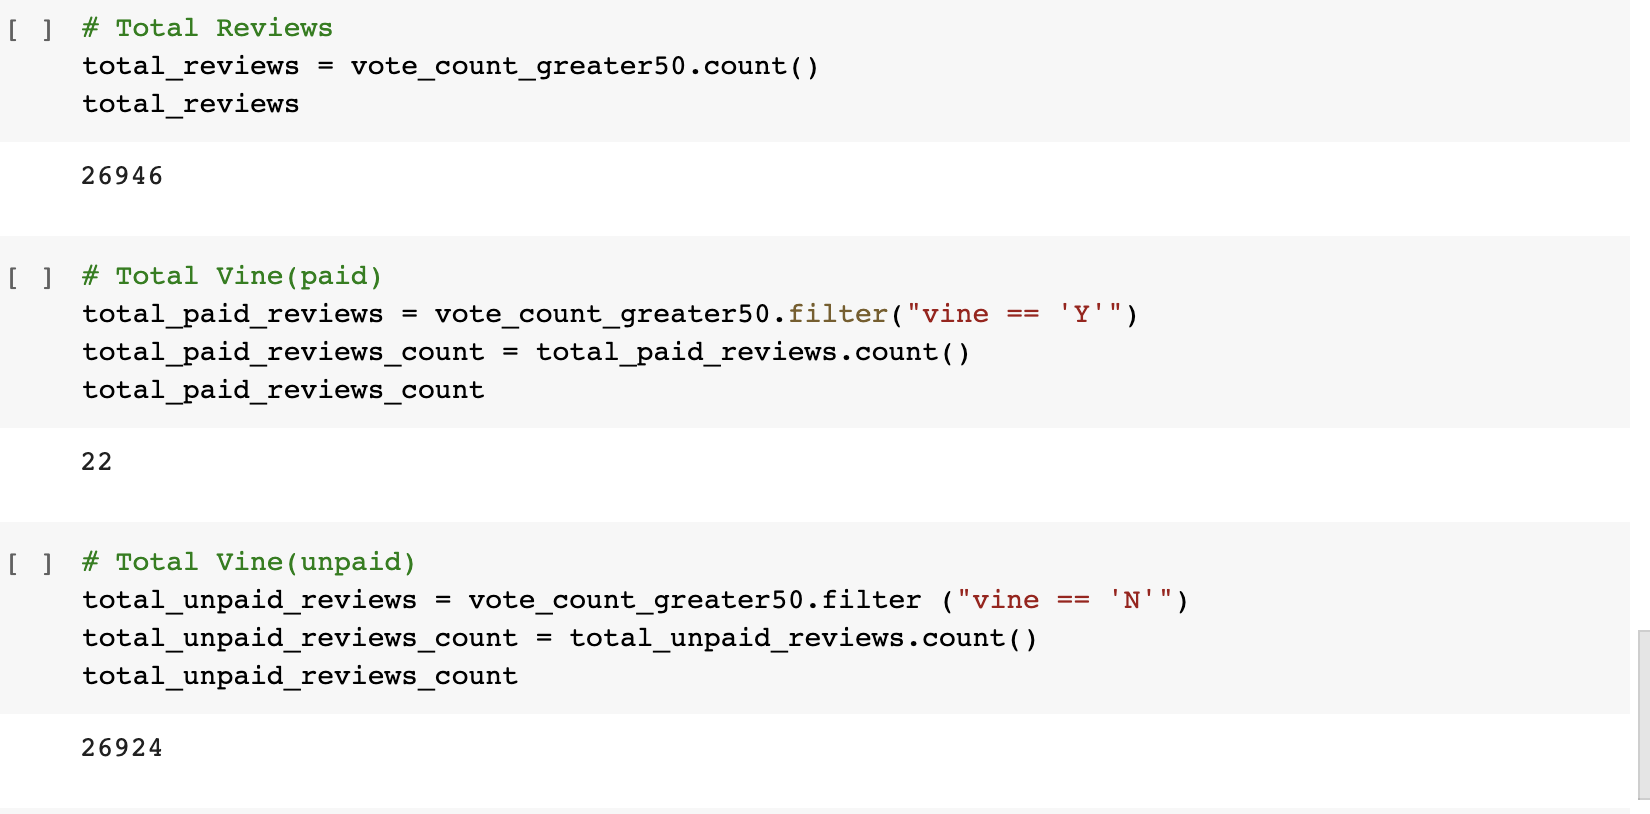 [ ] # Total Reviews
total_reviews = vote_count_greater50.count()
total_reviews
26946
[ ] # Total Vine(paid)
total_paid_reviews = vote_count_greater50.filter("vine == 'Y'")
total_paid_reviews_count = total_paid_reviews.count()
total_paid_reviews_count
22
[ ] # Total Vine(unpaid)
total_unpaid_reviews = vote_count_greater50.filter ("vine == 'N'")
total_unpaid_reviews_count = total_unpaid_reviews.count()
total_unpaid_reviews_count
26924